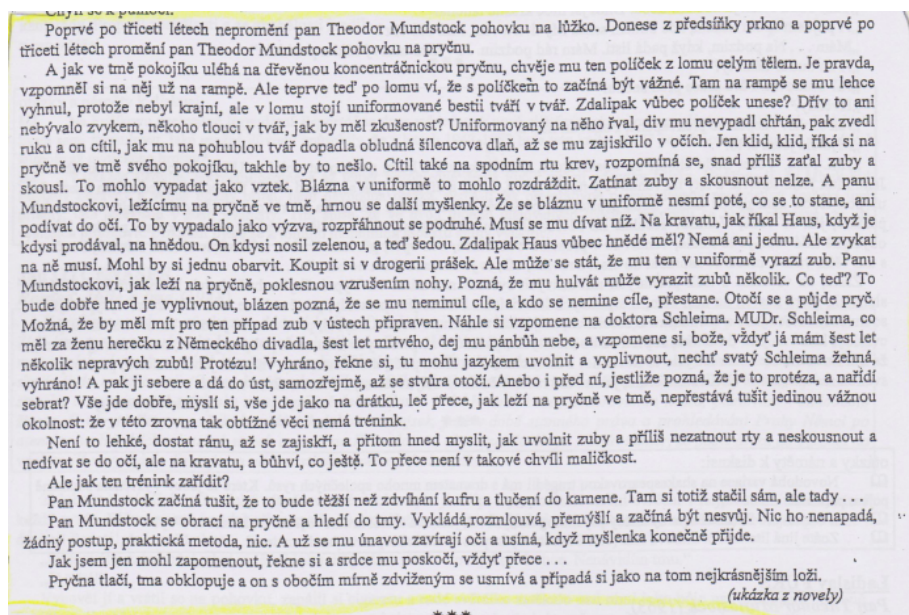 Poprvé po třiceti létech nepromění pan Theodor Mundstock pohovku na lůžko. Donese z předsíňky prkno a poprvé po
třiceti létech promění pan Theodor Mundstock pohovku na pryčnu.
A jak ve tmě pokojíku uléhá na dřevěnou koncentráčnickou pryčnu, chvěje mu ten políček z lomu celým tělem. Je pravda,
vzpomněl si na něj už na rampě. Ale teprve teď po lomu ví, že s políčkem to začíná být vážné. Tam na rampě se mu lehce
vyhnul, protože nebyl krajní, ale v lomu stojí uniformované bestii tváří v tvář. Zdalipak vůbec políček unese? Dřív to ani
nebývalo zvykem, někoho tlouci v tvář, jak by měl zkušenost? Uniformovaný na něho řval, div mu nevypadl chřtán, pak zvedl
ruku a on cítil, jak mu na pohublou tvář dopadla obludná šílencova dlaň, až se mu zajiskřilo v očích. Jen klid, klid, říká si na
pryčně ve tmě svého pokojíku, takhle by to nešlo. Cítil také na spodním rtu krev, rozpomíná se, snad příliš zaťal zuby a
skousl. To mohlo vypadat jako vztek. Blázna v uniformě to mohlo rozdráždit. Zatínat zuby a skousnout nelze. A panu
Mundstockovi, ležícímu na pryčně ve tmě, hrnou se další myšlenky. Že se bláznu v uniformě nesmí poté, co se to stane, ani
podívat do očí. To by vypadalo jako výzva, rozpřáhnout se podruhé. Musí se mu dívat níž. Na kravatu, jak říkal Haus, když je
kdysi prodával, na hnědou. On kdysi nosil zelenou, a teď šedou. Zdalipak Haus vůbec hnědé měl? Nemá ani jednu. Ale zvykat
na ně musí. Mohl by si jednu obarvit. Koupit si v drogerii prášek. Ale může se stát, že mu ten v uniformě vyrazí zub. Panu
Mundstockovi, jak leží na pryčně, poklesnou vzrušením nohy. Pozná, že mu hulvát může vyrazit zubů několik. Co teď? To
bude dobře hned je vyplivnout, blázen pozná, že se mu neminul cíle, a kdo se nemine cíle, přestane. Otočí se a půjde pryč.
Možná, že by měl mít pro ten případ zub v ústech připraven. Náhle si vzpomene na doktora Schleima. MUDr. Schleima, co
měl za ženu herečku z Německého divadla, šest let mrtvého, dej mu pánbůh nebe, a vzpomene si, bože, vždyť já mám šest let
několik nepravých zubů! Protézu! Vyhráno, řekne si, tu mohu jazykem uvolnit a vyplivnout, nechť svatý Schleima žehná,
vyhráno! A pak ji sebere a dá do úst, samozřejmě, až se stvůra otočí. Anebo i před ní, jestliže pozná, že je to protéza, a nařídí
sebrat? Vše jde dobře, myslí si, vše jde jako na drátku, leč přece, jak leží na pryčně ve tmě, nepřestává tušit jedinou vážnou
okolnost: že v této zrovna tak obtížné věci nemá trénink.
Není to lehké, dostat ránu, až se zajiskří, a přitom hned myslit, jak uvolnit zuby a příliš nezatnout rty a neskousnout a
nedívat se do očí, ale na kravatu, a bůhví, co ještě. To přece není v takové chvíli maličkost.
Ale jak ten trénink zařídit?
Pan Mundstock začíná tušit, že to bude těžší než zdvíhání kufru a tlučení do kamene. Tam si totiž stačil sám, ale tady . . .
Pan Mundstock se obrací na pryčně a hledí do tmy. Vykládá,rozmlouvá, přemýšlí a začíná být nesvůj. Nic ho nenapadá,
žádný postup, praktická metoda, nic. A už se mu únavou zavírají oči a usíná, když myšlenka konečně přijde.
Jak jsem jen mohl zapomenout, řekne si a srdce mu poskočí, vždyť přece . . .
Pryčna tlačí, tma obklopuje a on s obočím mírně zdviženým se usmívá a připadá si jako na tom nejkrásnějším loži.
(ukázka z novely)
* * *